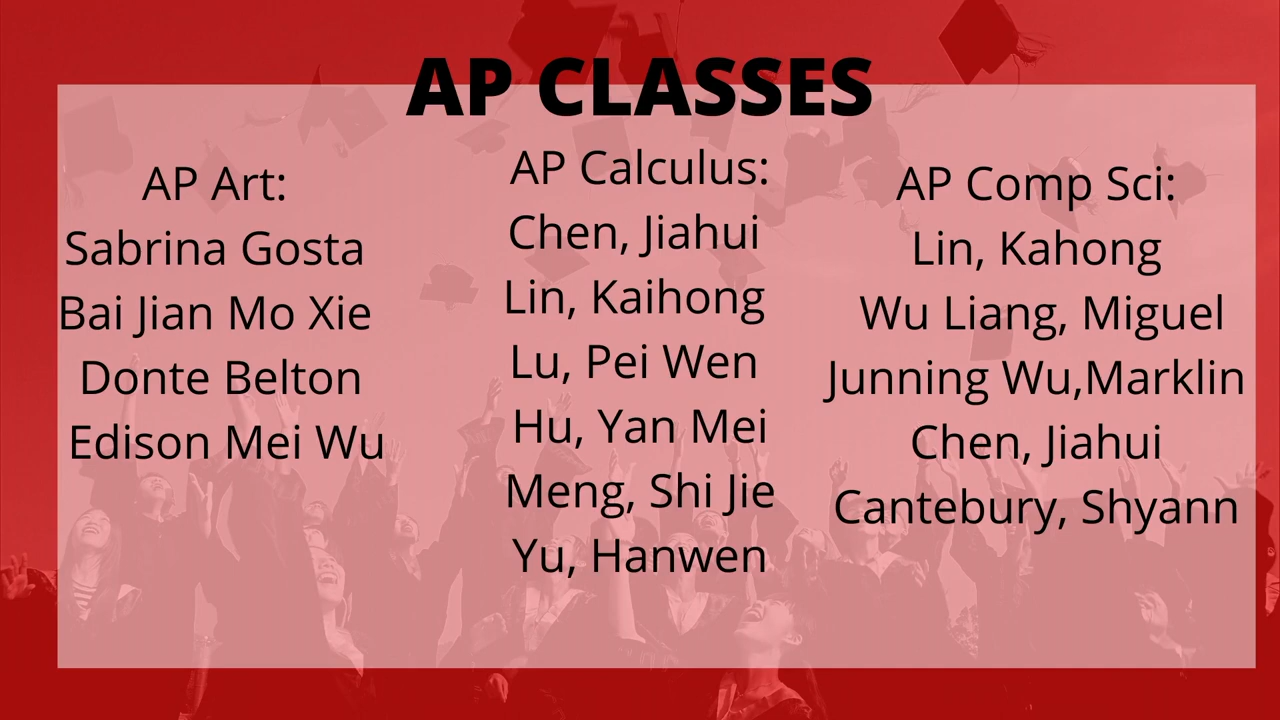 AP CLASSES
AP Art:
Sabrina Gosta
Bai Jian Mo Xie
Donte Belton
Edison Mei Wu
AP Calculus:
Chen, Jiahui
Lin, Kaihong
Lu, Pei Wen
Hu, Yan Mei
Meng, Shi Jie
Yu, Hanwen
AP Comp Sci:
Lin, Kahong
Wu Liang, Miguel
Junning Wu,Marklin
Chen, Jiahui
Cantebury, Shyann